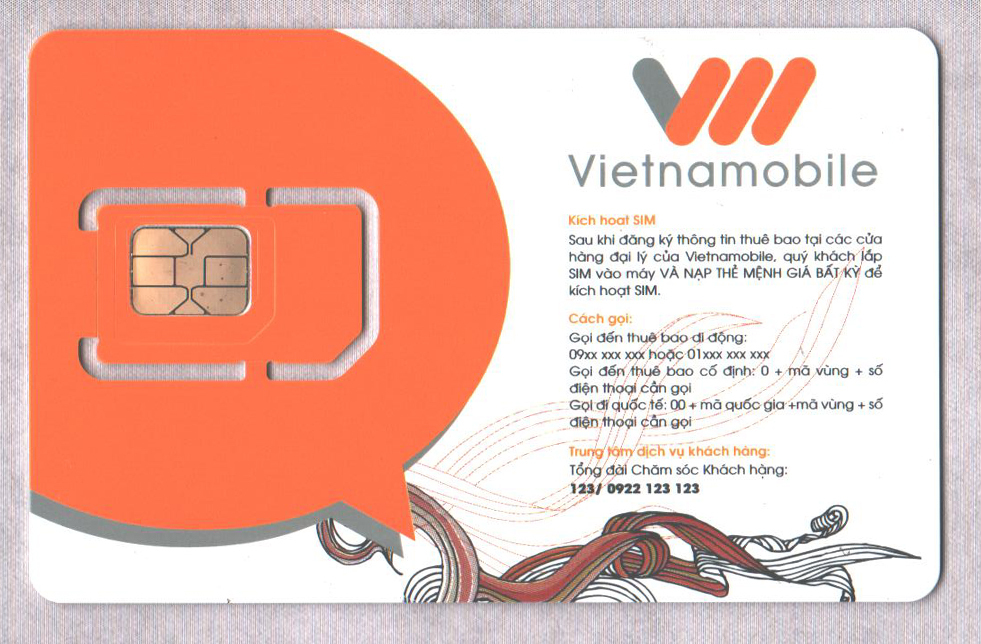 Vietnamobile
Kích hoạt SIM
Sau khi đăng ký thông tin thuê bao tại các cửa
hàng đại lý của Vietnamobile, quý khách lắp
SIM vào máy VÀ NẠP THẺ MỆNH GIÁ BẤT KỲ để
kích hoạt SIM.
Cách gọi:
Gọi đến thuê bao di động:
09xx xxx xxx hoặc 01xxx xxx xxx
Gọi đến thuê bao cố định: 0 + mã vùng + số
điện thoại cần gọi
Gọi đi quốc tế: 00 + mã quốc gia +mã vùng + số
điện thoại cần gọi
Trung tâm dịch vụ khách hàng:
Tổng đài Chăm sóc Khách hàng:
123/ 0922 123 123